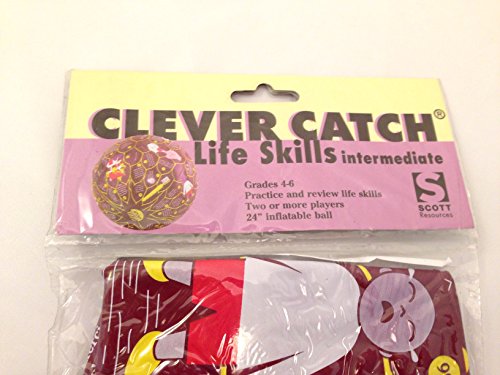 CLEVER CATCH®
Life Skills intermediate
Grades 4-6
Practice and review life skills
Two or more players
24" inflatable ball
S
SCOTT
Resources